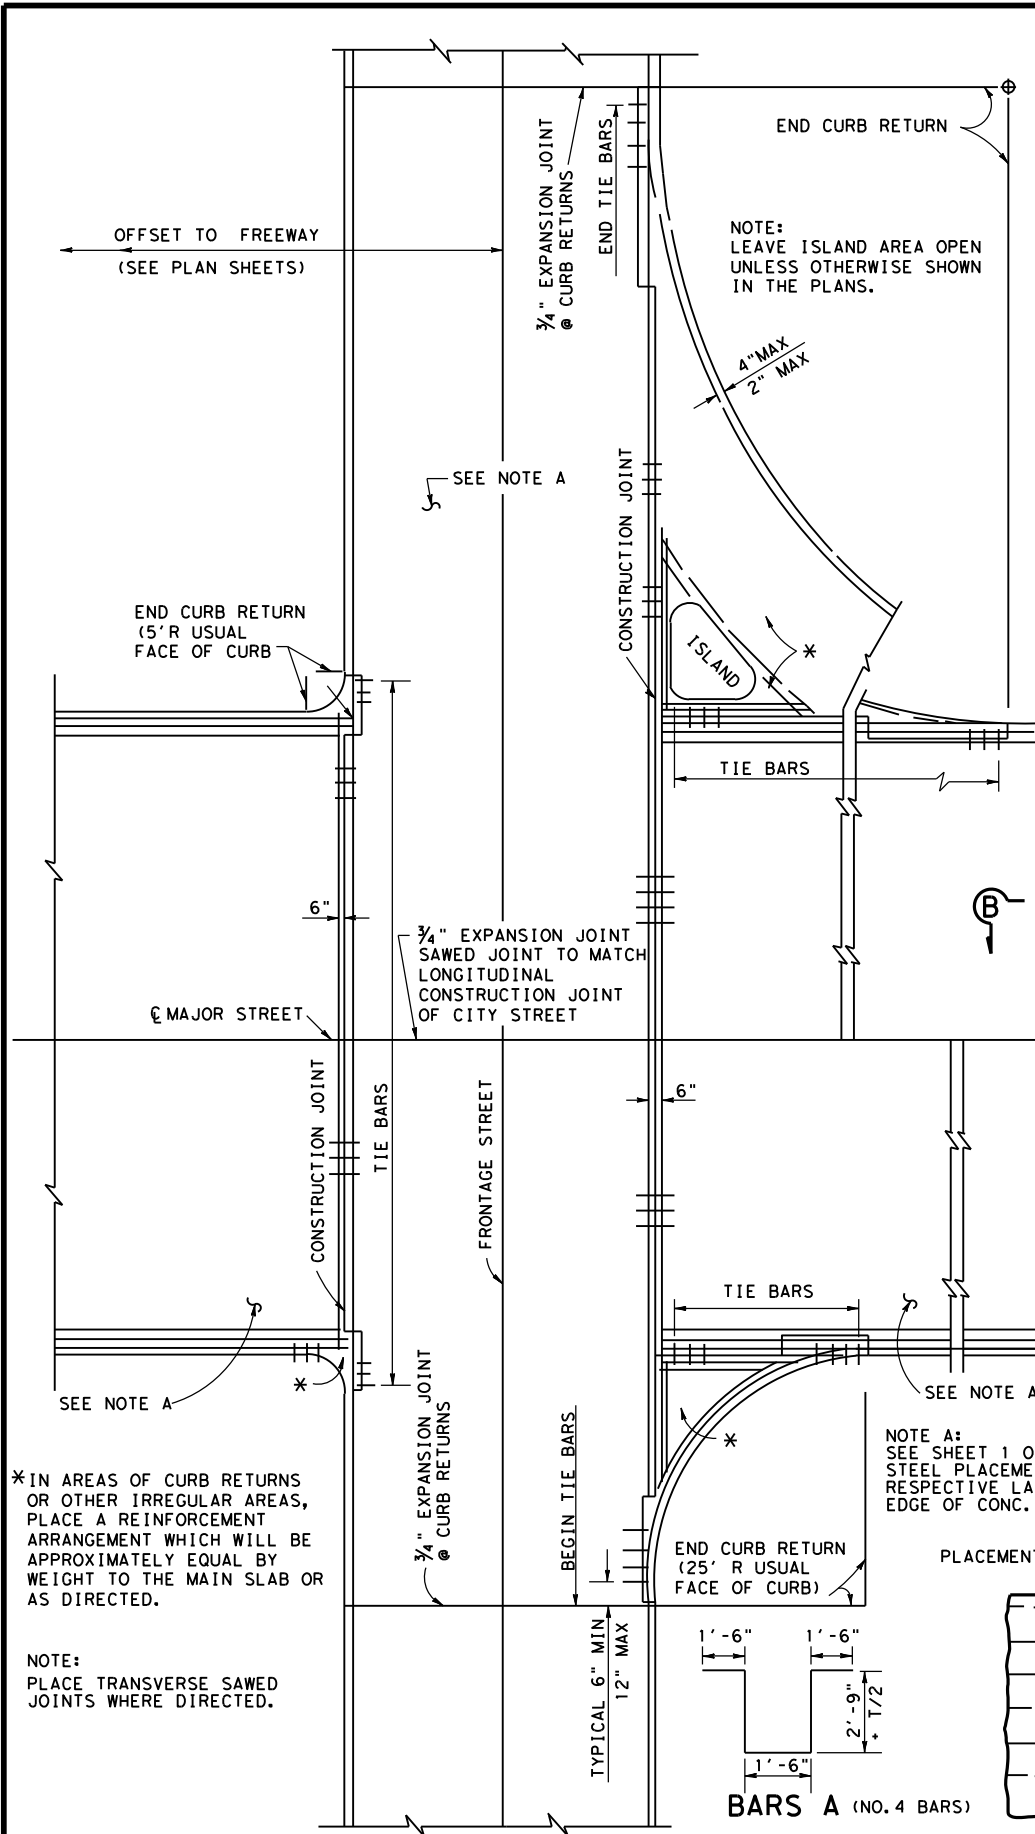 END CURB RETURN
OFFSET TO FREEWAY
(SEE PLAN SHEETS)
¾" EXPANSION JOINT
@ CURB RETURNS
END TIE BARS
NOTE:
LEAVE ISLAND AREA OPEN
UNLESS OTHERWISE SHOWN
IN THE PLANS.
4"MAX
2" MAX
SEE NOTE A
CONSTRUCTION JOINT
END CURB RETURN
(5'R USUAL
FACE OF CURB
ISLAND
*
TIE BARS
6"
B
¾" EXPANSION JOINT
SAWED JOINT TO MATCH
LONGITUDINAL
CONSTRUCTION JOINT
OF CITY STREET
℄ MAJOR STREET
CONSTRUCTION JOINT
TIE BARS
FRONTAGE STREET
6"
TIE BARS
SEE NOTE A
*
SEE NOTE A
¾" EXPANSION JOINT
@ CURB RETURNS
BEGIN TIE BARS
*
NOTE A:
SEE SHEET 1 O
STEEL PLACEME
RESPECTIVE LA
EDGE OF CONC.
*IN AREAS OF CURB RETURNS
OR OTHER IRREGULAR AREAS,
PLACE A REINFORCEMENT
ARRANGEMENT WHICH WILL BE
APPROXIMATELY EQUAL BY
WEIGHT TO THE MAIN SLAB OR
AS DIRECTED.
END CURB RETURN
(25' R USUAL
FACE OF CURB)
PLACEMENT
NOTE:
PLACE TRANSVERSE SAWED
JOINTS WHERE DIRECTED.
TYPICAL 6" MIN
12" MAX
1'-6"
1'-6"
2'-9"
+ T/2
1'-6"
BARS A (NO. 4 BARS)